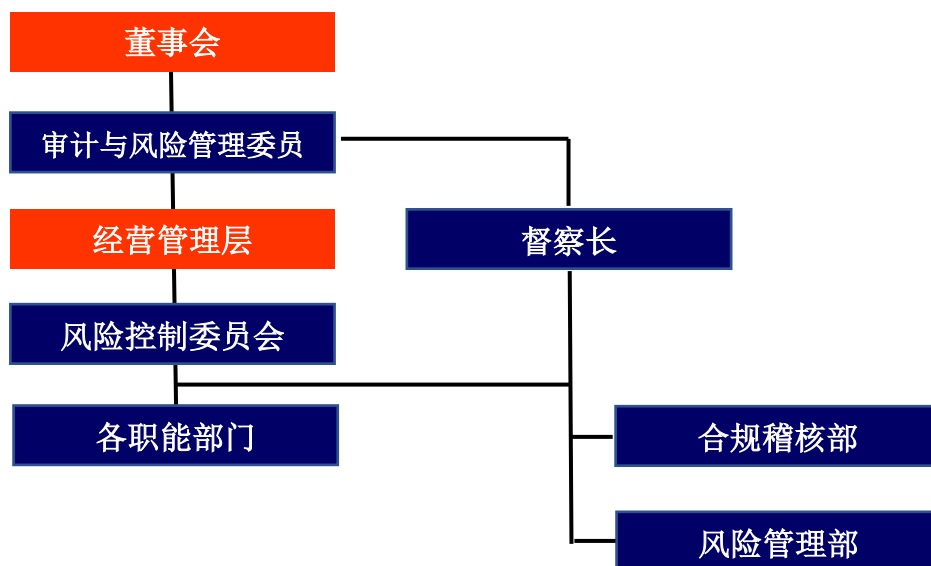 董事会
审计与风险管理委员
经营管理层
督察长
风险控制委员会
各职能部门
合规稽核部
风险管理部